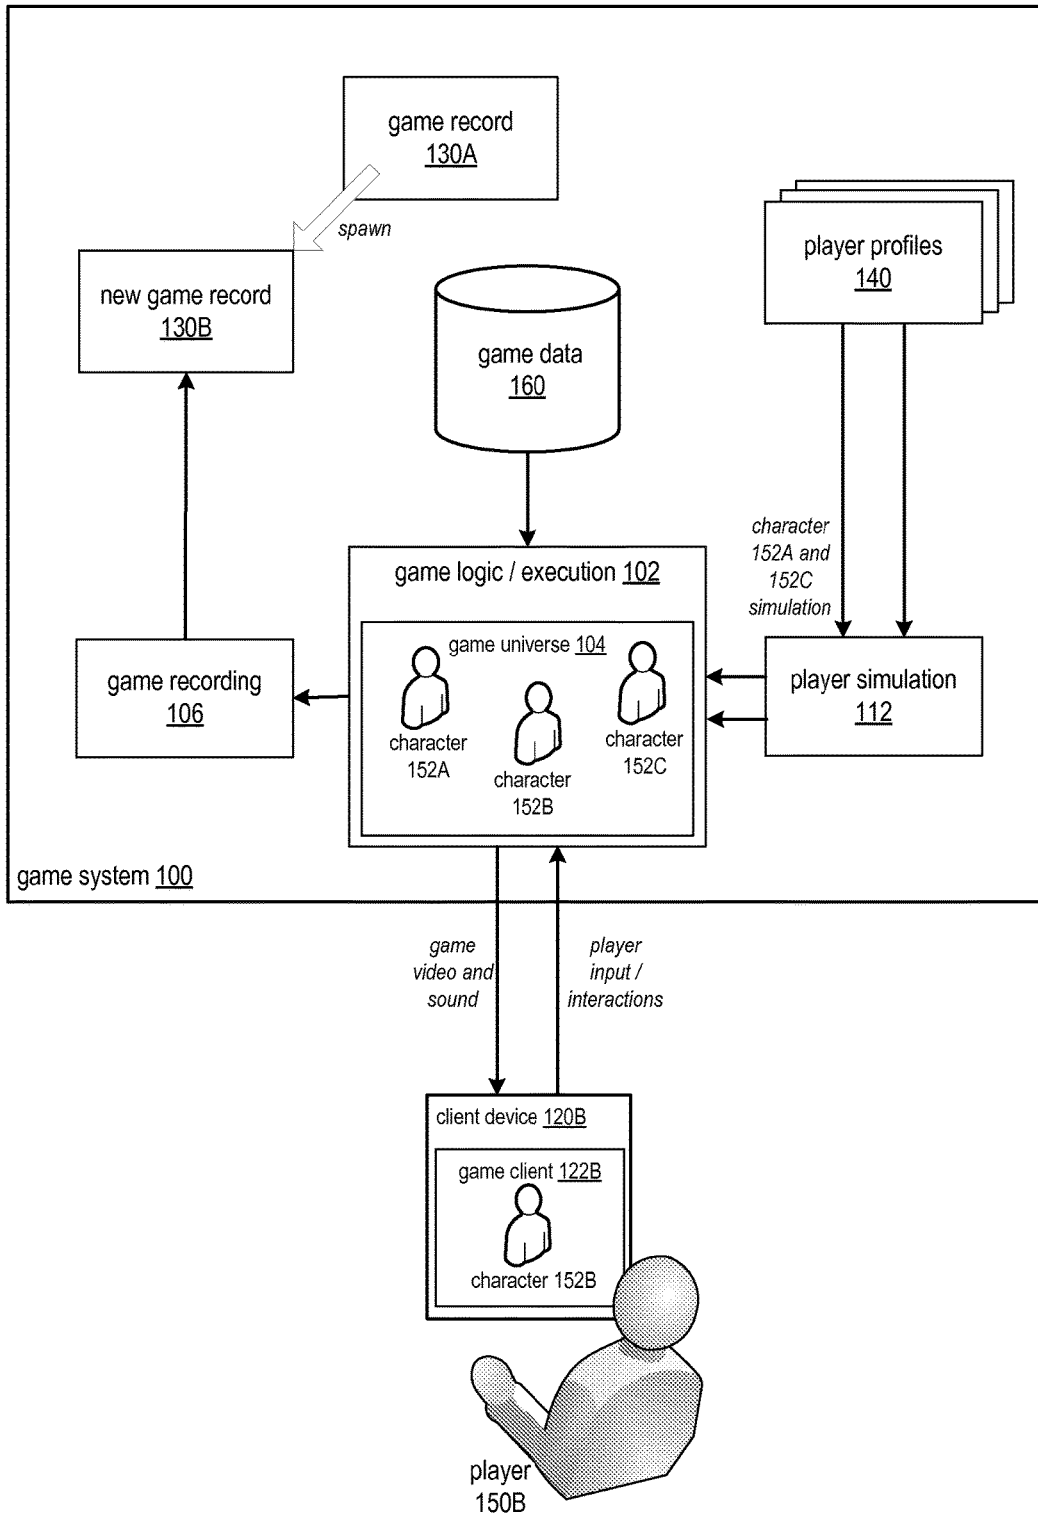 game record
130A
spawn
player profiles
140
new game record
130B
game data
160
character
152A and
152C
simulation
game logic / execution 102
game universe 104
character
152A
character
152B
character
152C
game recording
106
player simulation
112
game system 100
game
video and
sound
player
input /
interactions
client device 120B
game client 122B
character 152B
player
150B